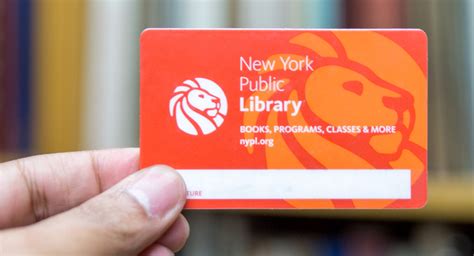 New York
Public
Library
BOOKS, PROGRAMS, CLASSES & MORE
nypl.org